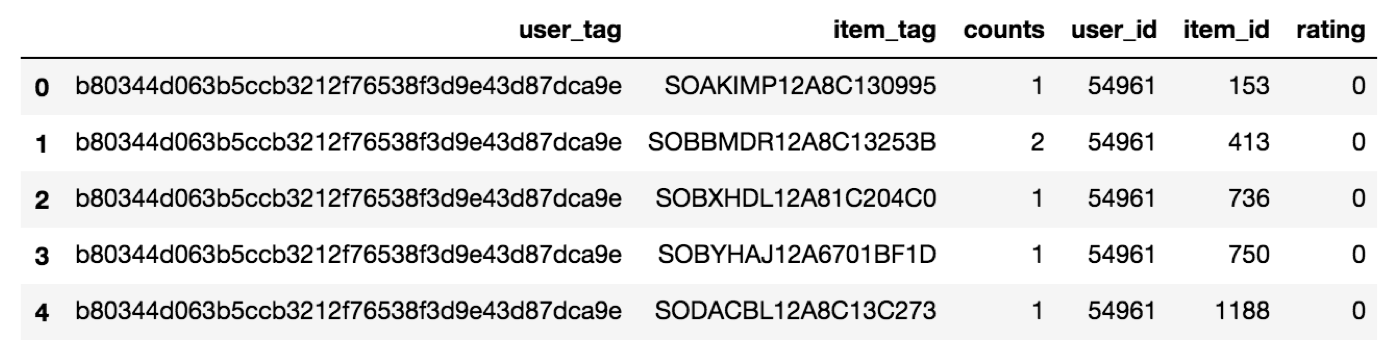 user_tag item_tag counts user_id item_id rating
0 b80344d063b5ccb3212f76538f3d9e43d87dca9e SOAKIMP12A8C130995 1 54961 153 0
1 b80344d063b5ccb3212f76538f3d9e43d87dca9e SOBBMDR12A8C13253B 2 54961 413 0
2 b80344d063b5ccb3212f76538f3d9e43d87dca9e SOBXHDL12A81C204C0 1 54961 736 0
3 b80344d063b5ccb3212f76538f3d9e43d87dca9e SOBYHAJ12A6701BF1D 1 54961 750 0
4 b80344d063b5ccb3212f76538f3d9e43d87dca9e SODACBL12A8C13C273 1 54961 1188 0